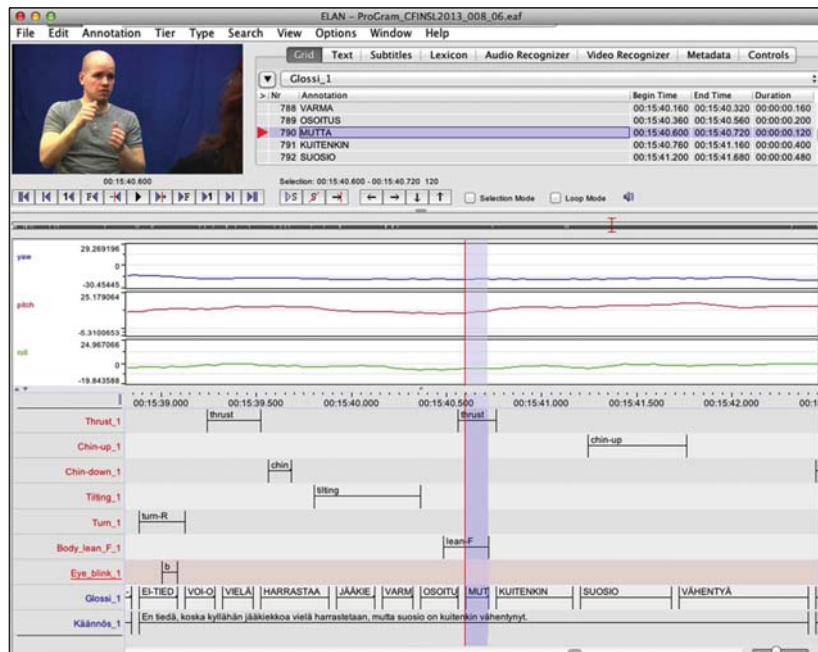 ELAN - ProGram_CFINSL2013_008_06.eaf
File Edit Annotation Tier Type Search View Options Window Help
Grid Text Subtitles Lexicon Audio Recognizer Video Recognizer Metadata Controls
Glossi_1
> Nr Annotation Begin Time End Time Duration
788 VARMA 00:15:40.160 00:15:40.320 00:00:00.160
789 OSOITUS 00:15:40.360 00:15:40.560 00:00:00.200
790 MUTTA 00:15:40.600 00:15:40.720 00:00:00.120
791 KUITENKIN 00:15:40.760 00:15:41.160 00:00:00.400
792 SUOSIO 00:15:41.200 00:15:41.680 00:00:00.480
00:15:40.600
Selection: 00:15:40.600 - 00:15:40.720 120
Selection Mode Loop Mode
yaw 29.269196
0
-30.45445
pitch 25.179064
-5.3100653
roll 24.967066
0
-19.843588
00:15:39.000 00:15:39.500 00:15:40.000 00:15:40.500 00:15:41.000 00:15:41.500 00:15:42.000
Thrust_1 thrust thrust
Chin-up_1 chin-up
Chin-down_1 chin
Tilting_1 tilting
Turn_1 turn-R
Body_lean_F_1 lean-F
Eye_blink_1 b
Glossi_1 EI-TIED VOI-O VIELÄ HARRASTAA JÄÄKIE VARM OSOITU MUT KUITENKIN SUOSIO VÄHENTYÄ
Käännös_1 En tiedä, koska kyllähän jääkiekkoa vielä harrastetaan, mutta suosio on kuitenkin vähentynyt.